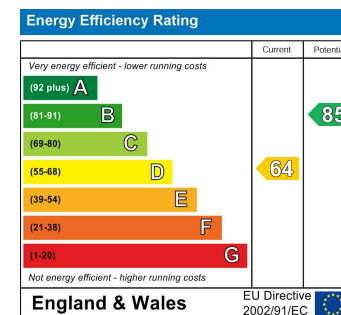 Energy Efficiency Rating
Current Potenti
Very energy efficient - lower running costs
(92 plus) A
(81-91) B
85
(69-80) C
(55-68) D
64
(39-54) E
(21-38) F
(1-20) G
Not energy efficient - higher running costs
England & Wales
EU Directive
2002/91/EC